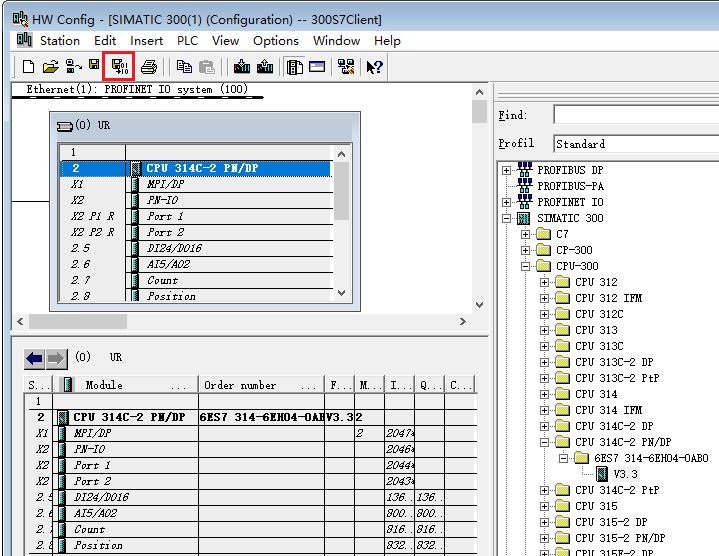 HW Config - [SIMATIC 300(1) (Configuration) -- 300S7Client]
Station Edit Insert PLC View Options Window Help
Ethernet(1): PROFINET IO system (100)
(0) UR
1
2 CPU 314C-2 PN/DP
X1 MPI/DP
X2 PN-IO
X2 P1 R Port 1
X2 P2 R Port 2
2.5 DI24/DO16
2.6 AI5/AO2
2.7 Count
2.8 Position
Find:
Profil Standard
PROFIBUS DP
PROFIBUS-PA
PROFINET IO
SIMATIC 300
C7
CP-300
CPU-300
CPU 312
CPU 312 IFM
CPU 312C
CPU 313
CPU 313C
CPU 313C-2 DP
CPU 313C-2 PtP
CPU 314
CPU 314 IFM
CPU 314C-2 DP
CPU 314C-2 PN/DP
6ES7 314-6EH04-0AB0
V3.3
CPU 314C-2 PtP
CPU 315
CPU 315-2 DP
CPU 315-2 PN/DP
CPU 315F-2 DP
(0) UR
S... Module ... Order number ... F... M... I... Q... C...
1
2 CPU 314C-2 PN/DP 6ES7 314-6EH04-0AB V3.3 2
X1 MPI/DP 2 2047*
X2 PN-IO 2046*
X2 Port 1 2044*
X2 Port 2 2043*
2.5 DI24/DO16 136... 136...
2.6 AI5/AO2 800... 800...
2.7 Count 816... 816...
2.8 Position 832... 832...